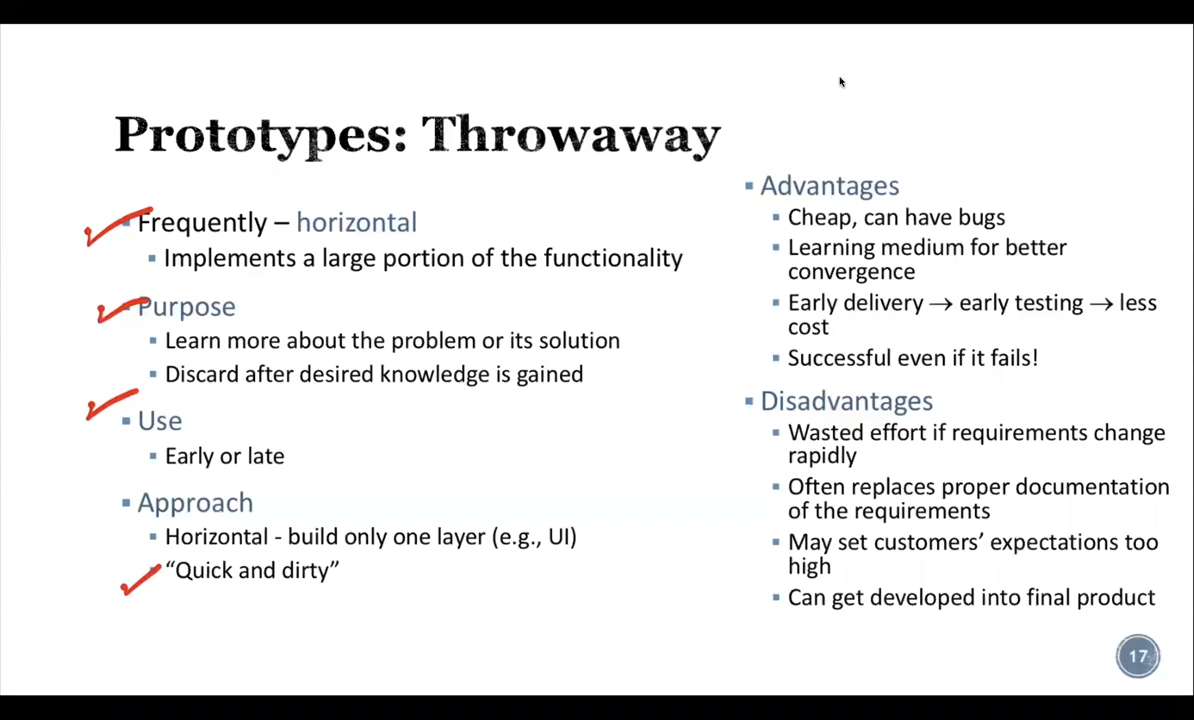 Prototypes: Throwaway
Frequently – horizontal
Implements a large portion of the functionality
Purpose
Learn more about the problem or its solution
Discard after desired knowledge is gained
Use
Early or late
Approach
Horizontal - build only one layer (e.g., UI)
“Quick and dirty”
Advantages
Cheap, can have bugs
Learning medium for better
convergence
Early delivery → early testing → less
cost
Successful even if it fails!
Disadvantages
Wasted effort if requirements change
rapidly
Often replaces proper documentation
of the requirements
May set customers’ expectations too
high
Can get developed into final product
17